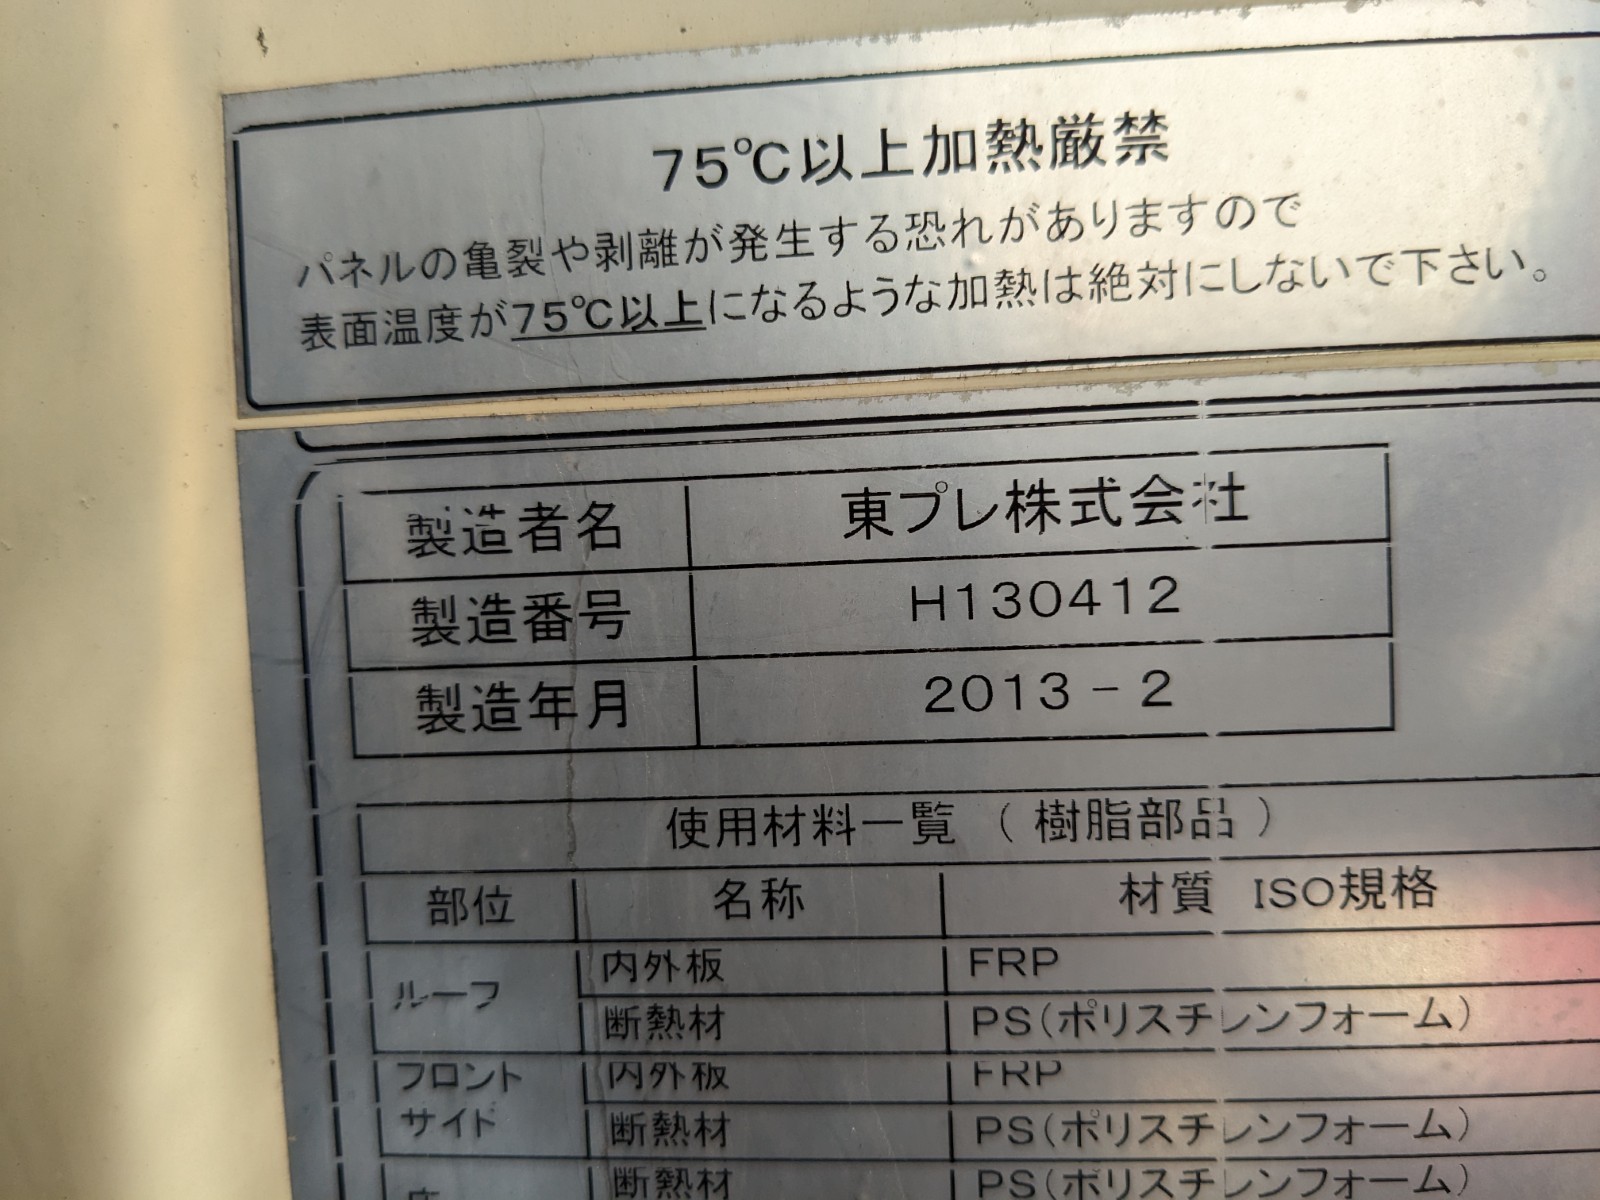 75℃以上加熱厳禁
パネルの亀裂や剥離が発生する恐れがありますので
表面温度が75℃以上になるような加熱は絶対にしないで下さい。
製造者名 東プレ株式会社
製造番号 H130412
製造年月 2013-2
使用材料一覧(樹脂部品)
部位 名称 材質 ISO規格
ルーフ 内外板 FRP
断熱材 PS(ポリスチレンフォーム)
フロント 内外板 FRP
サイド 断熱材 PS(ポリスチレンフォーム)
床 断熱材 PS(ポリスチレンフォーム)